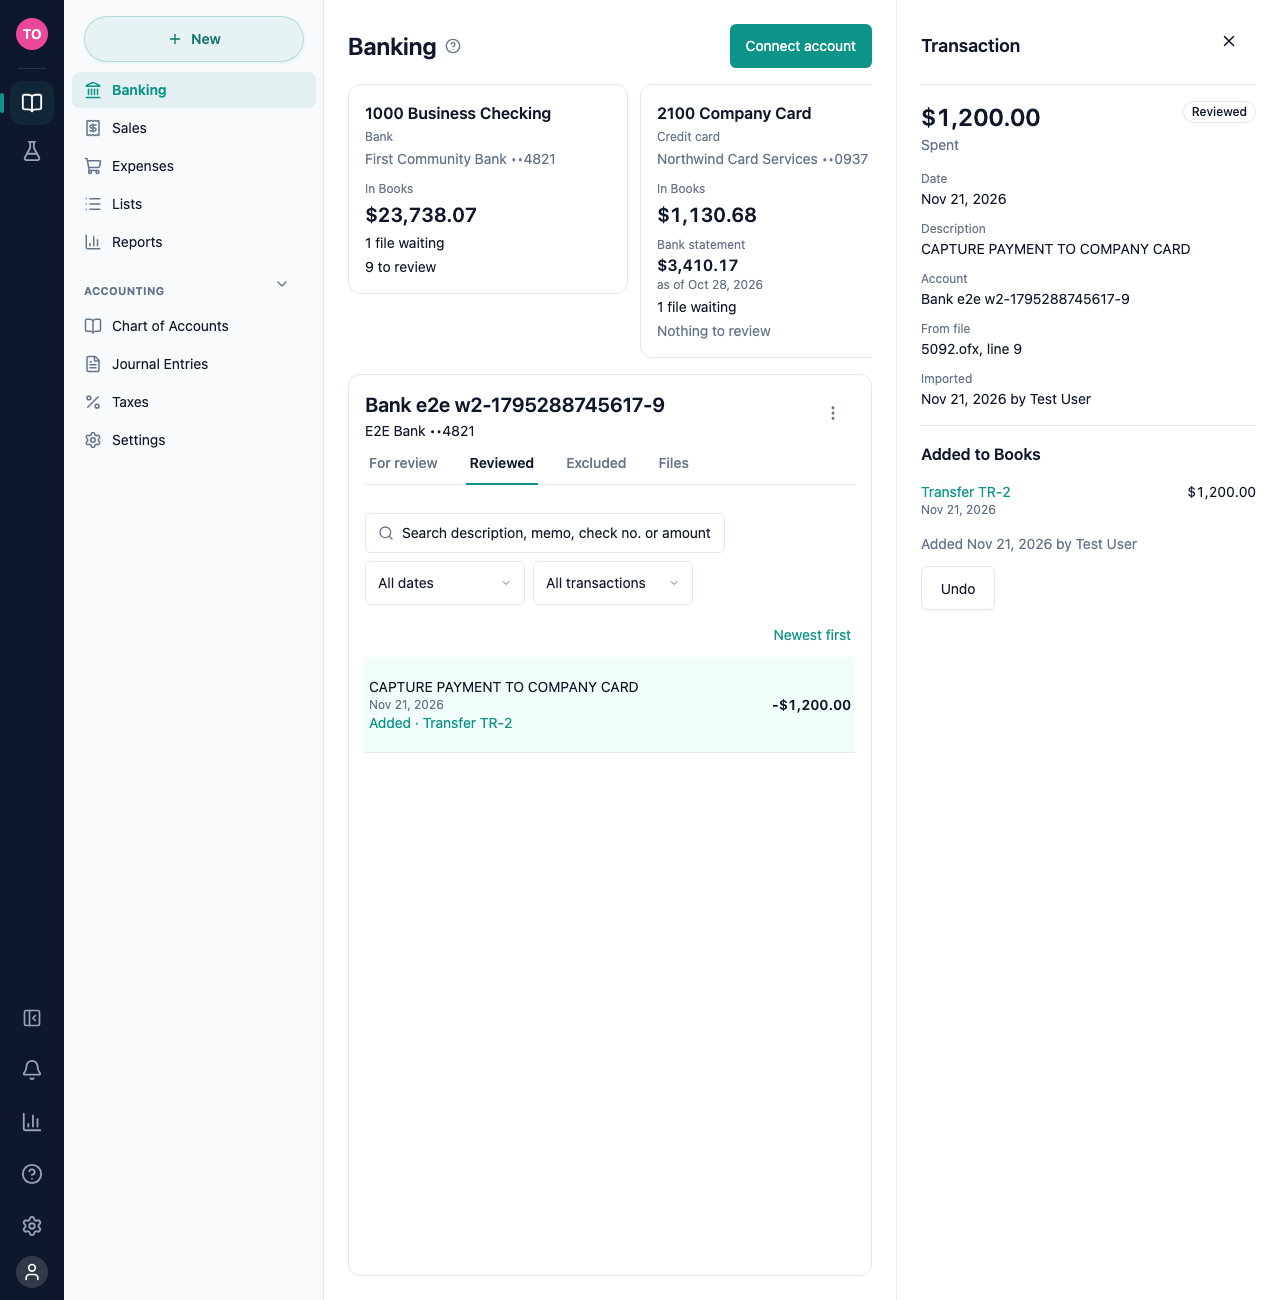 TO
New
Banking
Sales
Expenses
Lists
Reports
ACCOUNTING
Chart of Accounts
Journal Entries
Taxes
Settings
Banking
Connect account
1000 Business Checking
Bank
First Community Bank ••4821
In Books
$23,738.07
1 file waiting
9 to review
2100 Company Card
Credit card
Northwind Card Services ••0937
In Books
$1,130.68
Bank statement
$3,410.17
as of Oct 28, 2026
1 file waiting
Nothing to review
Bank e2e w2-1795288745617-9
E2E Bank ••4821
For review
Reviewed
Excluded
Files
Search description, memo, check no. or amount
All dates
All transactions
Newest first
CAPTURE PAYMENT TO COMPANY CARD
Nov 21, 2026
Added · Transfer TR-2
-$1,200.00
Transaction
$1,200.00
Reviewed
Spent
Date
Nov 21, 2026
Description
CAPTURE PAYMENT TO COMPANY CARD
Account
Bank e2e w2-1795288745617-9
From file
5092.ofx, line 9
Imported
Nov 21, 2026 by Test User
Added to Books
Transfer TR-2
$1,200.00
Nov 21, 2026
Added Nov 21, 2026 by Test User
Undo